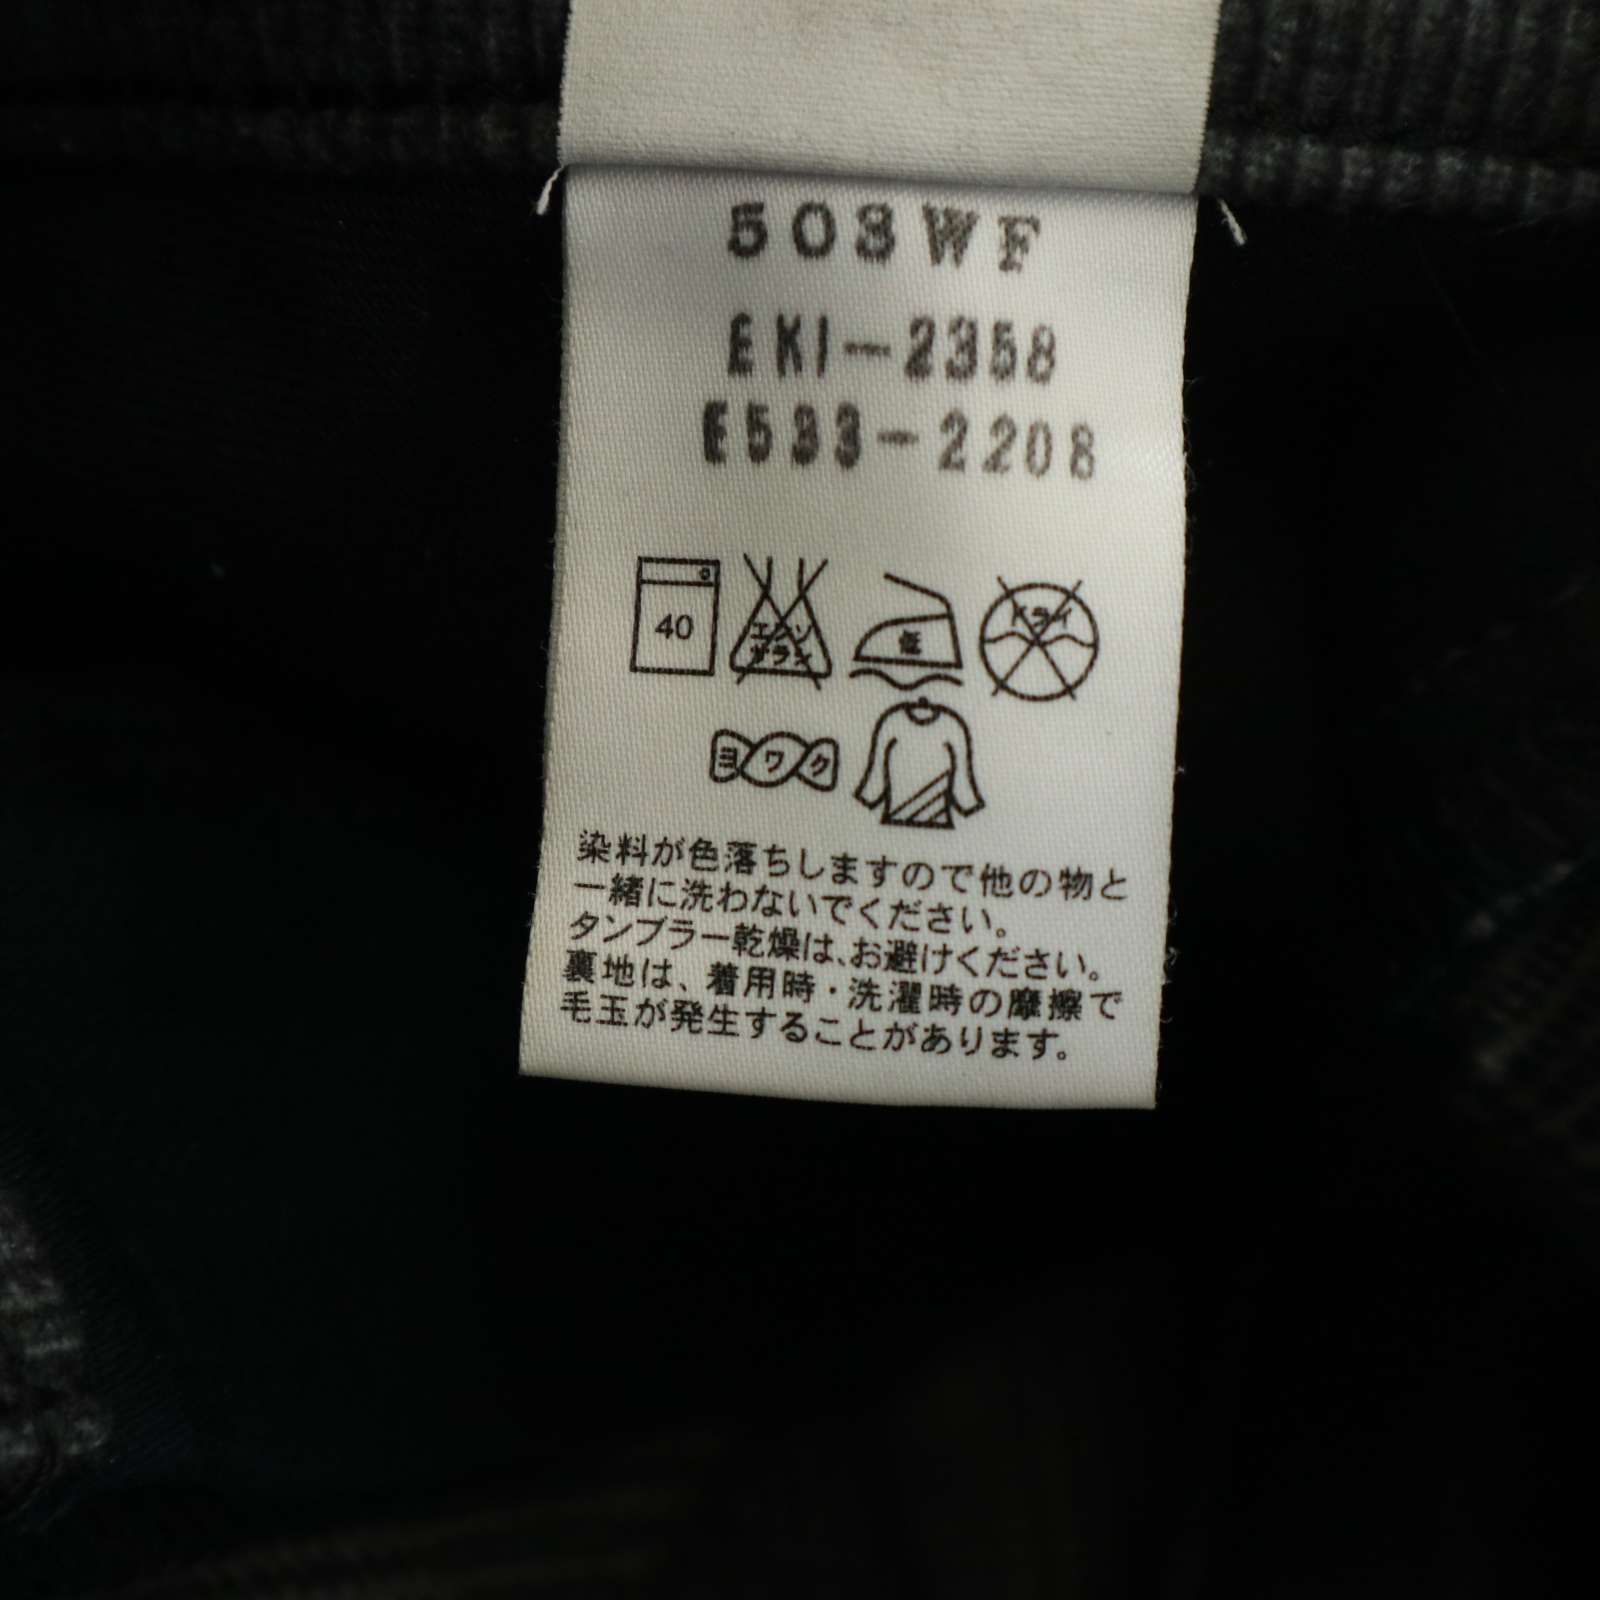 503WF
EKI-2358
E533-2208
40
エンソ
サラシ
低
ドライ
ヨワク
染料が色落ちしますので他の物と
一緒に洗わないでください。
タンブラー乾燥は、お避けください。
裏地は、着用時・洗濯時の摩擦で
毛玉が発生することがあります。